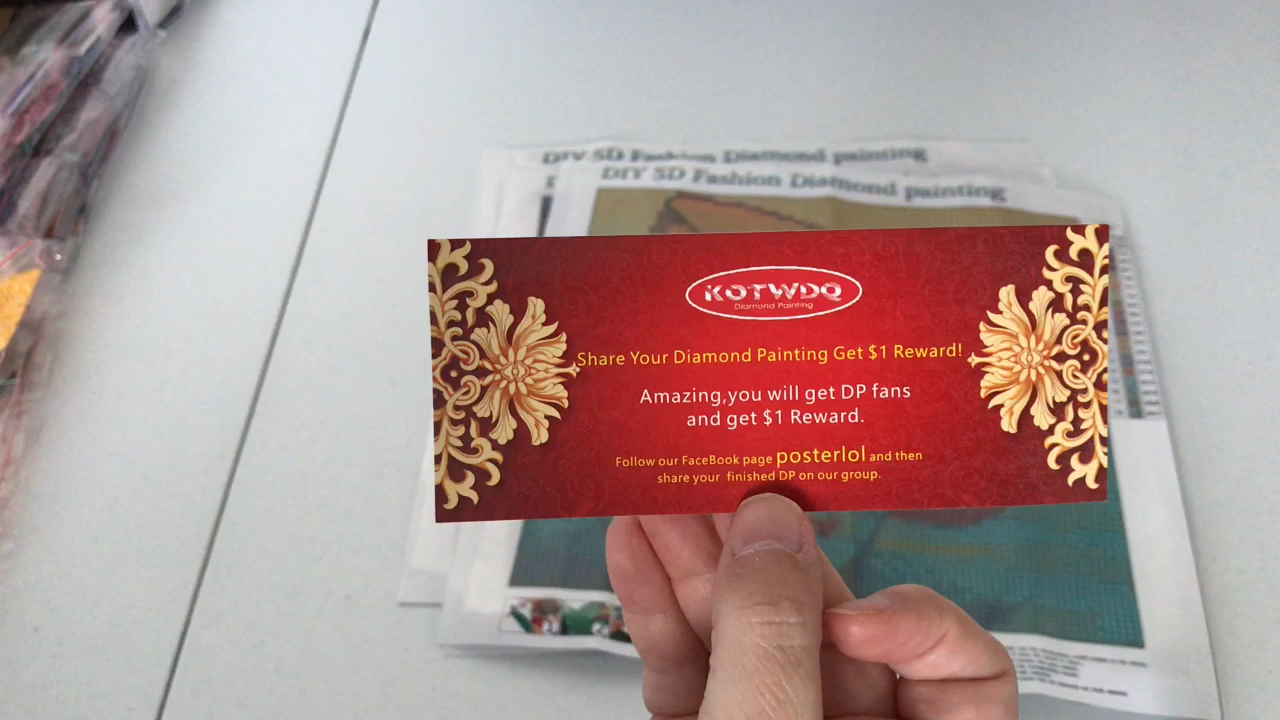 DIY 5D Fashion Diamond painting
DIY 5D Fashion Diamond painting
KOTWDQ
Diamond Painting
Share Your Diamond Painting Get $1 Reward!
Amazing,you will get DP fans
and get $1 Reward.
Follow our FaceBook page posterlol and then
share your finished DP on our group.